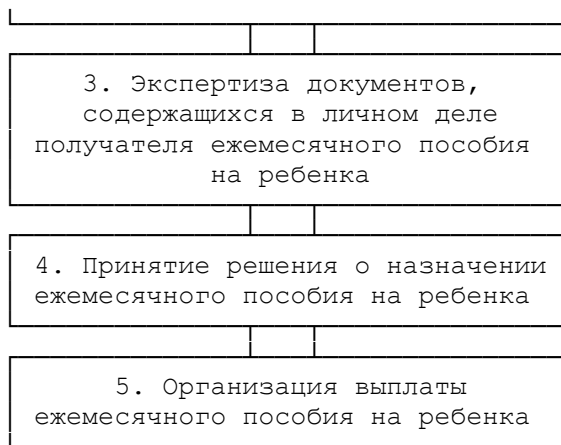 3. Экспертиза документов,
содержащихся в личном деле
получателя ежемесячного пособия
на ребенка
4. Принятие решения о назначении
ежемесячного пособия на ребенка
5. Организация выплаты
ежемесячного пособия на ребенка